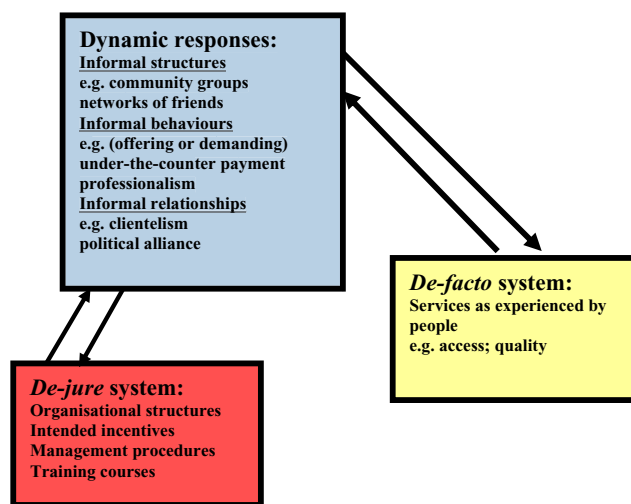 Dynamic responses:
Informal structures
e.g. community groups
networks of friends
Informal behaviours
e.g. (offering or demanding)
under-the-counter payment
professionalism
Informal relationships
e.g. clientelism
political alliance
De-facto system:
Services as experienced by
people
e.g. access; quality
De-jure system:
Organisational structures
Intended incentives
Management procedures
Training courses